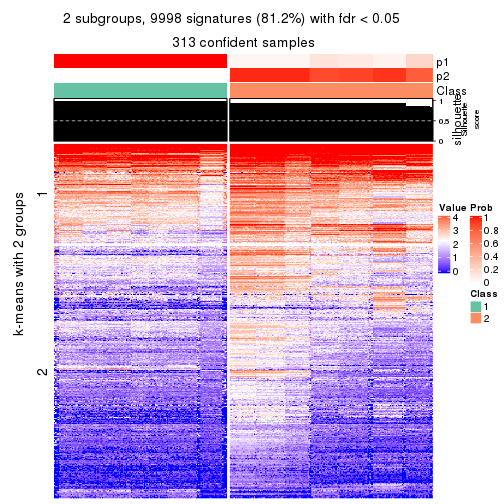 2 subgroups, 9998 signatures (81.2%) with fdr < 0.05
313 confident samples
p1
p2
Class
silhouette
Silhouette
score
1
0.5
0
k-means with 2 groups
1
2
Value
4
3
2
1
0
Prob
1
0.8
0.6
0.4
0.2
0
Class
1
2